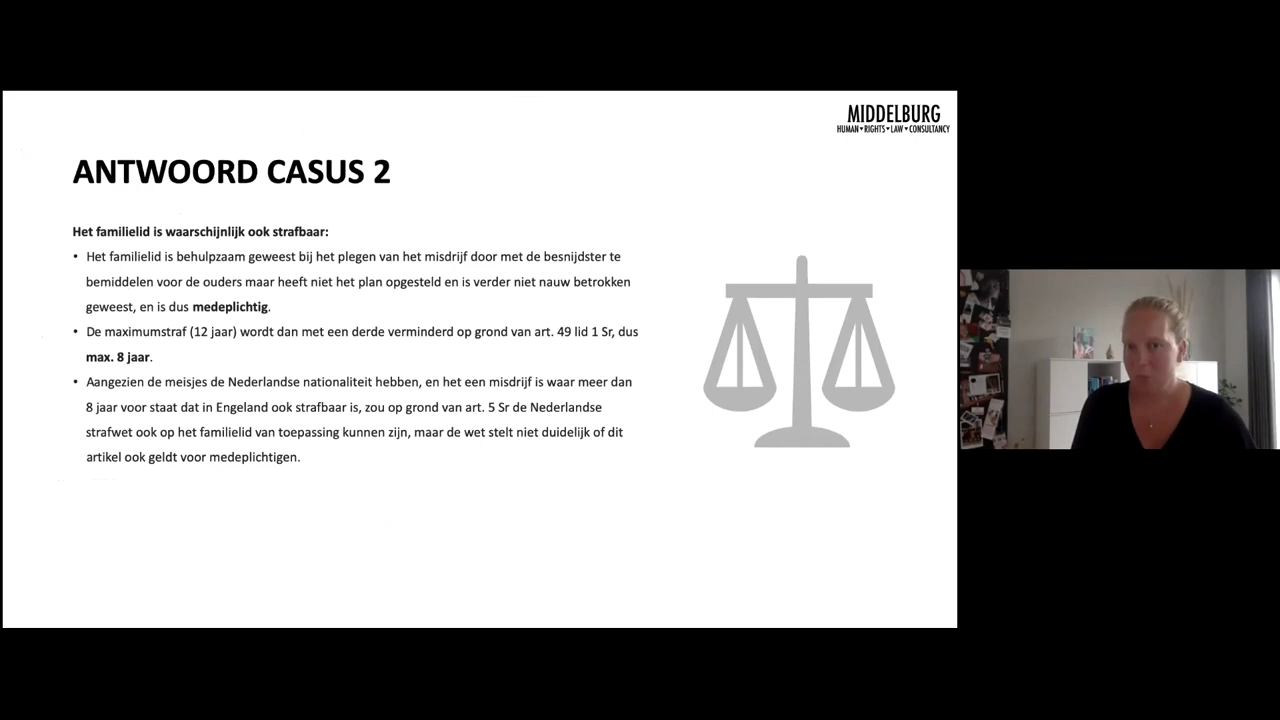 MIDDELBURG
HUMAN♥RIGHTS♥LAW♥CONSULTANCY
ANTWOORD CASUS 2
Het familielid is waarschijnlijk ook strafbaar:
• Het familielid is behulpzaam geweest bij het plegen van het misdrijf door met de besnijdster te
bemiddelen voor de ouders maar heeft niet het plan opgesteld en is verder niet nauw betrokken
geweest, en is dus medeplichtig.
• De maximumstraf (12 jaar) wordt dan met een derde verminderd op grond van art. 49 lid 1 Sr, dus
max. 8 jaar.
• Aangezien de meisjes de Nederlandse nationaliteit hebben, en het een misdrijf is waar meer dan
8 jaar voor staat dat in Engeland ook strafbaar is, zou op grond van art. 5 Sr de Nederlandse
strafwet ook op het familielid van toepassing kunnen zijn, maar de wet stelt niet duidelijk of dit
artikel ook geldt voor medeplichtigen.